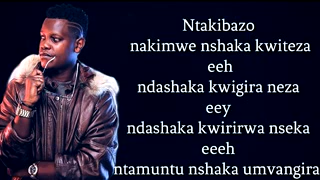 Ntakibazo
nakimwe nshaka kwiteza
eeh
ndashaka kwigira neza
eey
ndashaka kwirirwa nseka
eeeh
ntamuntu nshaka umvangira